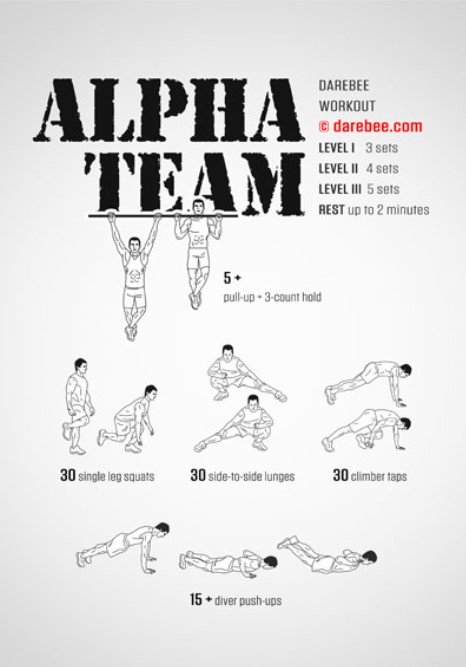 ALPHA
TEAM
DAREBEE
WORKOUT
© darebee.com
LEVEL I 3 sets
LEVEL II 4 sets
LEVEL III 5 sets
REST up to 2 minutes
5 +
pull-up + 3-count hold
30 single leg squats
30 side-to-side lunges
30 climber taps
15 + diver push-ups